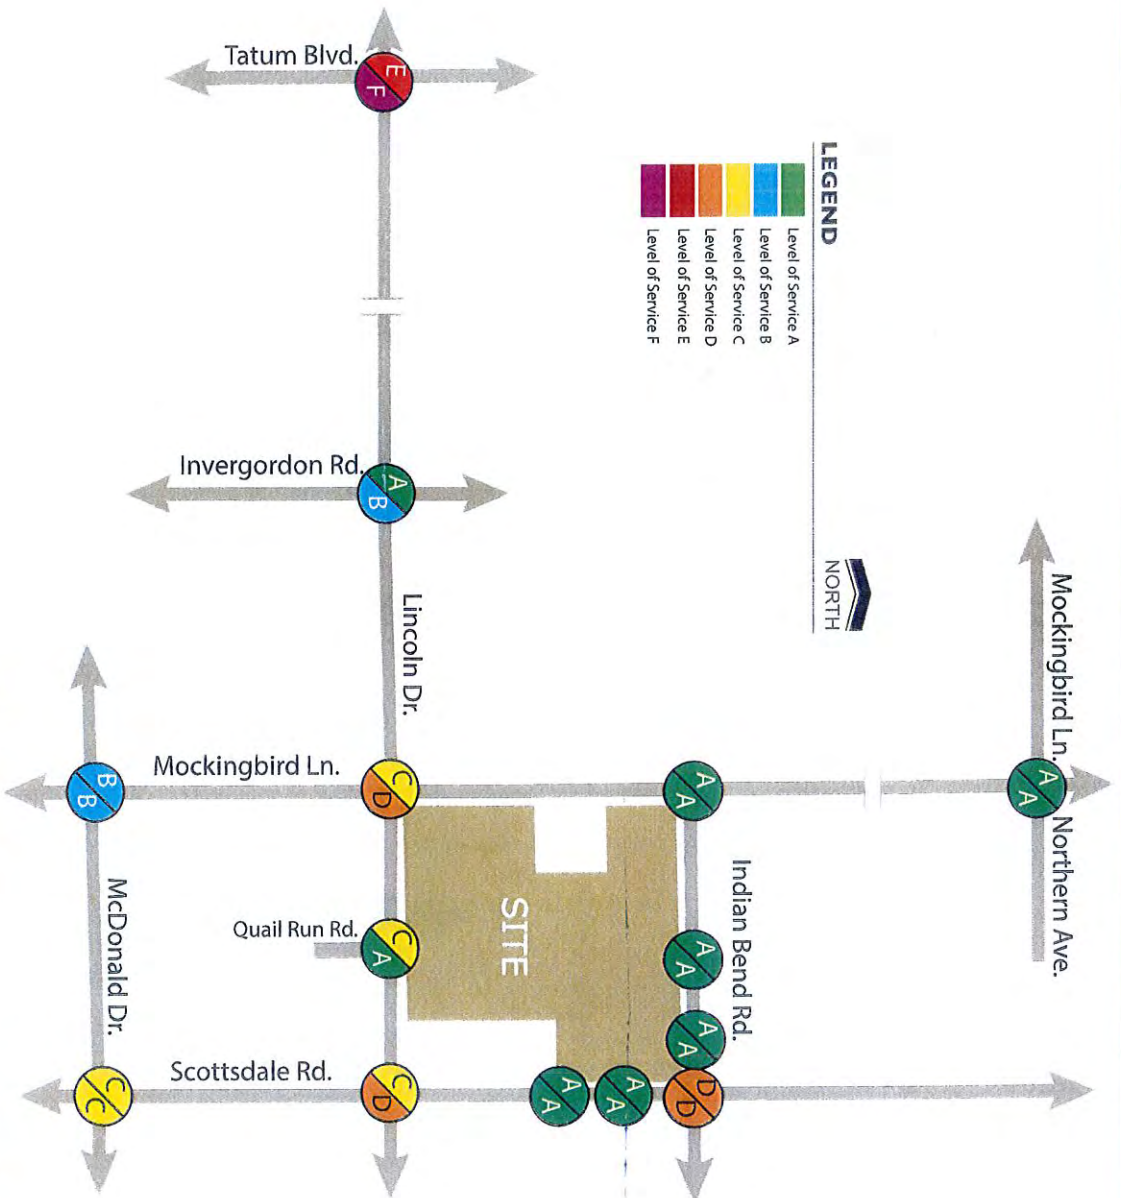 Tatum Blvd.
E
F
LEGEND
Level of Service A
Level of Service B
Level of Service C
Level of Service D
Level of Service E
Level of Service F
NORTH
Invergordon Rd.
A
B
Lincoln Dr.
Mockingbird Ln.
Northern Ave.
A
A
Mockingbird Ln.
B
B
C
D
A
A
McDonald Dr.
Quail Run Rd.
C
A
SITE
Indian Bend Rd.
A
A
A
A
Scottsdale Rd.
C
C
C
D
A
A
A
A
D
D